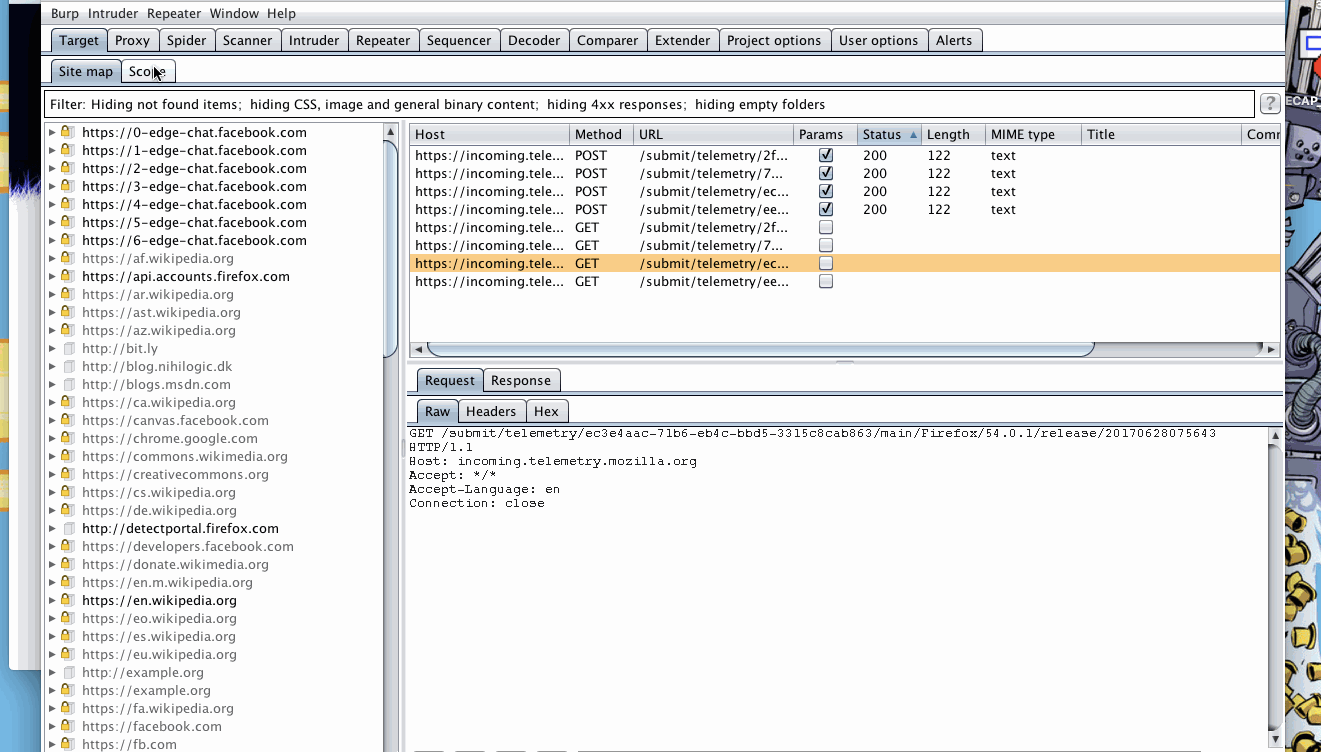 Burp Intruder Repeater Window Help
Target Proxy Spider Scanner Intruder Repeater Sequencer Decoder Comparer Extender Project options User options Alerts
Site map
Filter: Hiding not found items; hiding CSS, image and general binary content; hiding 4xx responses; hiding empty folders ?
https://0-edge-chat.facebook.com
https://1-edge-chat.facebook.com
https://2-edge-chat.facebook.com
https://3-edge-chat.facebook.com
https://4-edge-chat.facebook.com
https://5-edge-chat.facebook.com
https://6-edge-chat.facebook.com
https://af.wikipedia.org
https://api.accounts.firefox.com
https://ar.wikipedia.org
https://ast.wikipedia.org
https://az.wikipedia.org
http://bit.ly
http://blog.nihilogic.dk
http://blogs.msdn.com
https://ca.wikipedia.org
https://canvas.facebook.com
https://chrome.google.com
https://commons.wikimedia.org
https://creativecommons.org
https://cs.wikipedia.org
https://de.wikipedia.org
http://detectportal.firefox.com
https://developers.facebook.com
https://donate.wikimedia.org
https://en.m.wikipedia.org
https://en.wikipedia.org
https://eo.wikipedia.org
https://es.wikipedia.org
https://eu.wikipedia.org
http://example.org
https://example.org
https://fa.wikipedia.org
https://facebook.com
https://fb.com
Host Method URL Params Status Length MIME type Title
https://incoming.tele... POST /submit/telemetry/2f... 200 122 text
https://incoming.tele... POST /submit/telemetry/7... 200 122 text
https://incoming.tele... POST /submit/telemetry/ec... 200 122 text
https://incoming.tele... POST /submit/telemetry/ee... 200 122 text
https://incoming.tele... GET /submit/telemetry/2f...
https://incoming.tele... GET /submit/telemetry/7...
https://incoming.tele... GET /submit/telemetry/ec...
https://incoming.tele... GET /submit/telemetry/ee...
Request Response
Raw Headers Hex
GET /submit/telemetry/ec3e4aac-71b6-eb4c-bbd5-3315c8cab863/main/Firefox/54.0.1/release/20170628075643
HTTP/1.1
Host: incoming.telemetry.mozilla.org
Accept: */*
Accept-Language: en
Connection: close